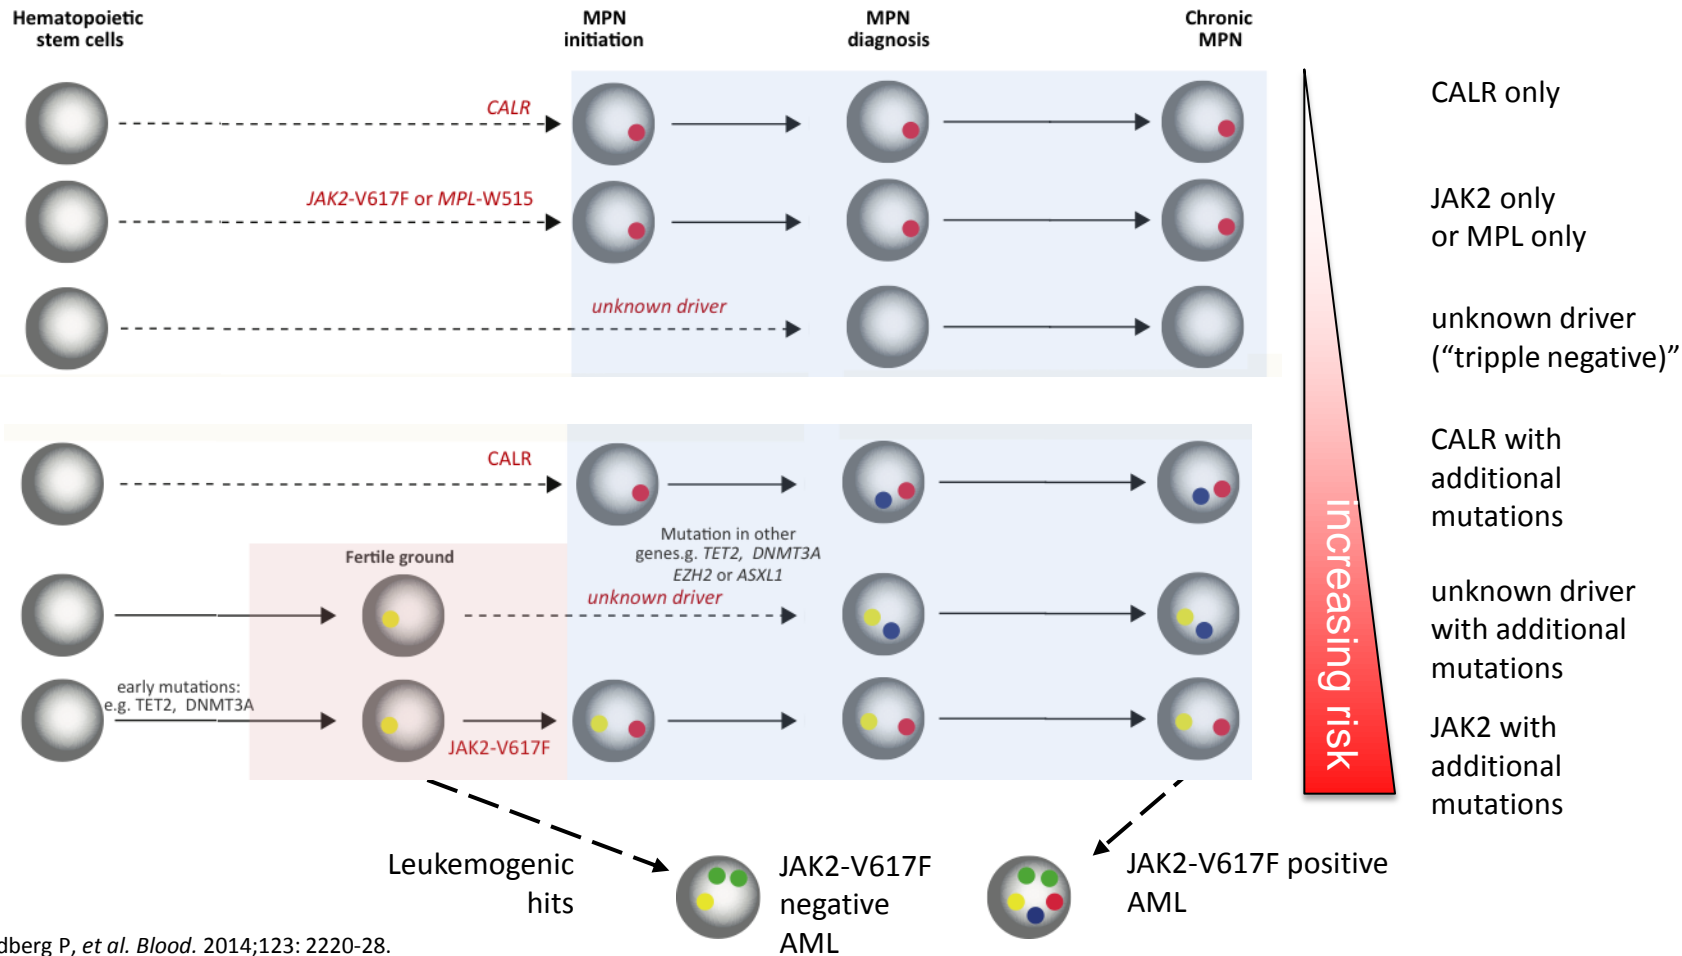 Hematopoietic
stem cells
MPN
initiation
MPN
diagnosis
Chronic
MPN
CALR
CALR only
JAK2-V617F or MPL-W515
JAK2 only
or MPL only
unknown driver
unknown driver
(“tripple negative)”
CALR
CALR with
additional
mutations
Mutation in other
genes.g. TET2, DNMT3A
EZH2 or ASXL1
Fertile ground
unknown driver
unknown driver
with additional
mutations
early mutations:
e.g. TET2, DNMT3A
JAK2-V617F
JAK2 with
additional
mutations
increasing risk
Leukemogenic
hits
JAK2-V617F
negative
AML
JAK2-V617F positive
AML
dberg P, et al. Blood. 2014;123: 2220-28.